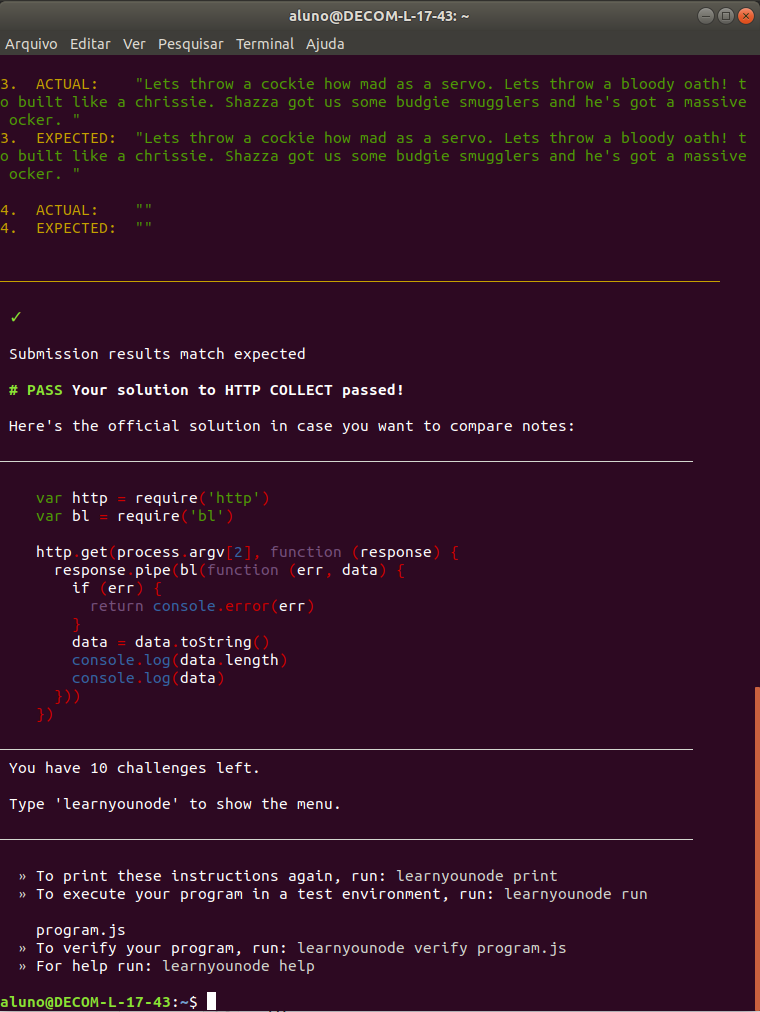 aluno@DECOM-L-17-43: ~
Arquivo Editar Ver Pesquisar Terminal Ajuda
3. ACTUAL: "Lets throw a cockie how mad as a servo. Lets throw a bloody oath! t
o built like a chrissie. Shazza got us some budgie smugglers and he's got a massive
ocker. "
3. EXPECTED: "Lets throw a cockie how mad as a servo. Lets throw a bloody oath! t
o built like a chrissie. Shazza got us some budgie smugglers and he's got a massive
ocker. "
4. ACTUAL: ""
4. EXPECTED: ""
✓
Submission results match expected
# PASS Your solution to HTTP COLLECT passed!
Here's the official solution in case you want to compare notes:
var http = require('http')
var bl = require('bl')
http.get(process.argv[2], function (response) {
response.pipe(bl(function (err, data) {
if (err) {
return console.error(err)
}
data = data.toString()
console.log(data.length)
console.log(data)
}))
})
You have 10 challenges left.
Type 'learnyounode' to show the menu.
» To print these instructions again, run: learnyounode print
» To execute your program in a test environment, run: learnyounode run
program.js
» To verify your program, run: learnyounode verify program.js
» For help run: learnyounode help
aluno@DECOM-L-17-43:~$